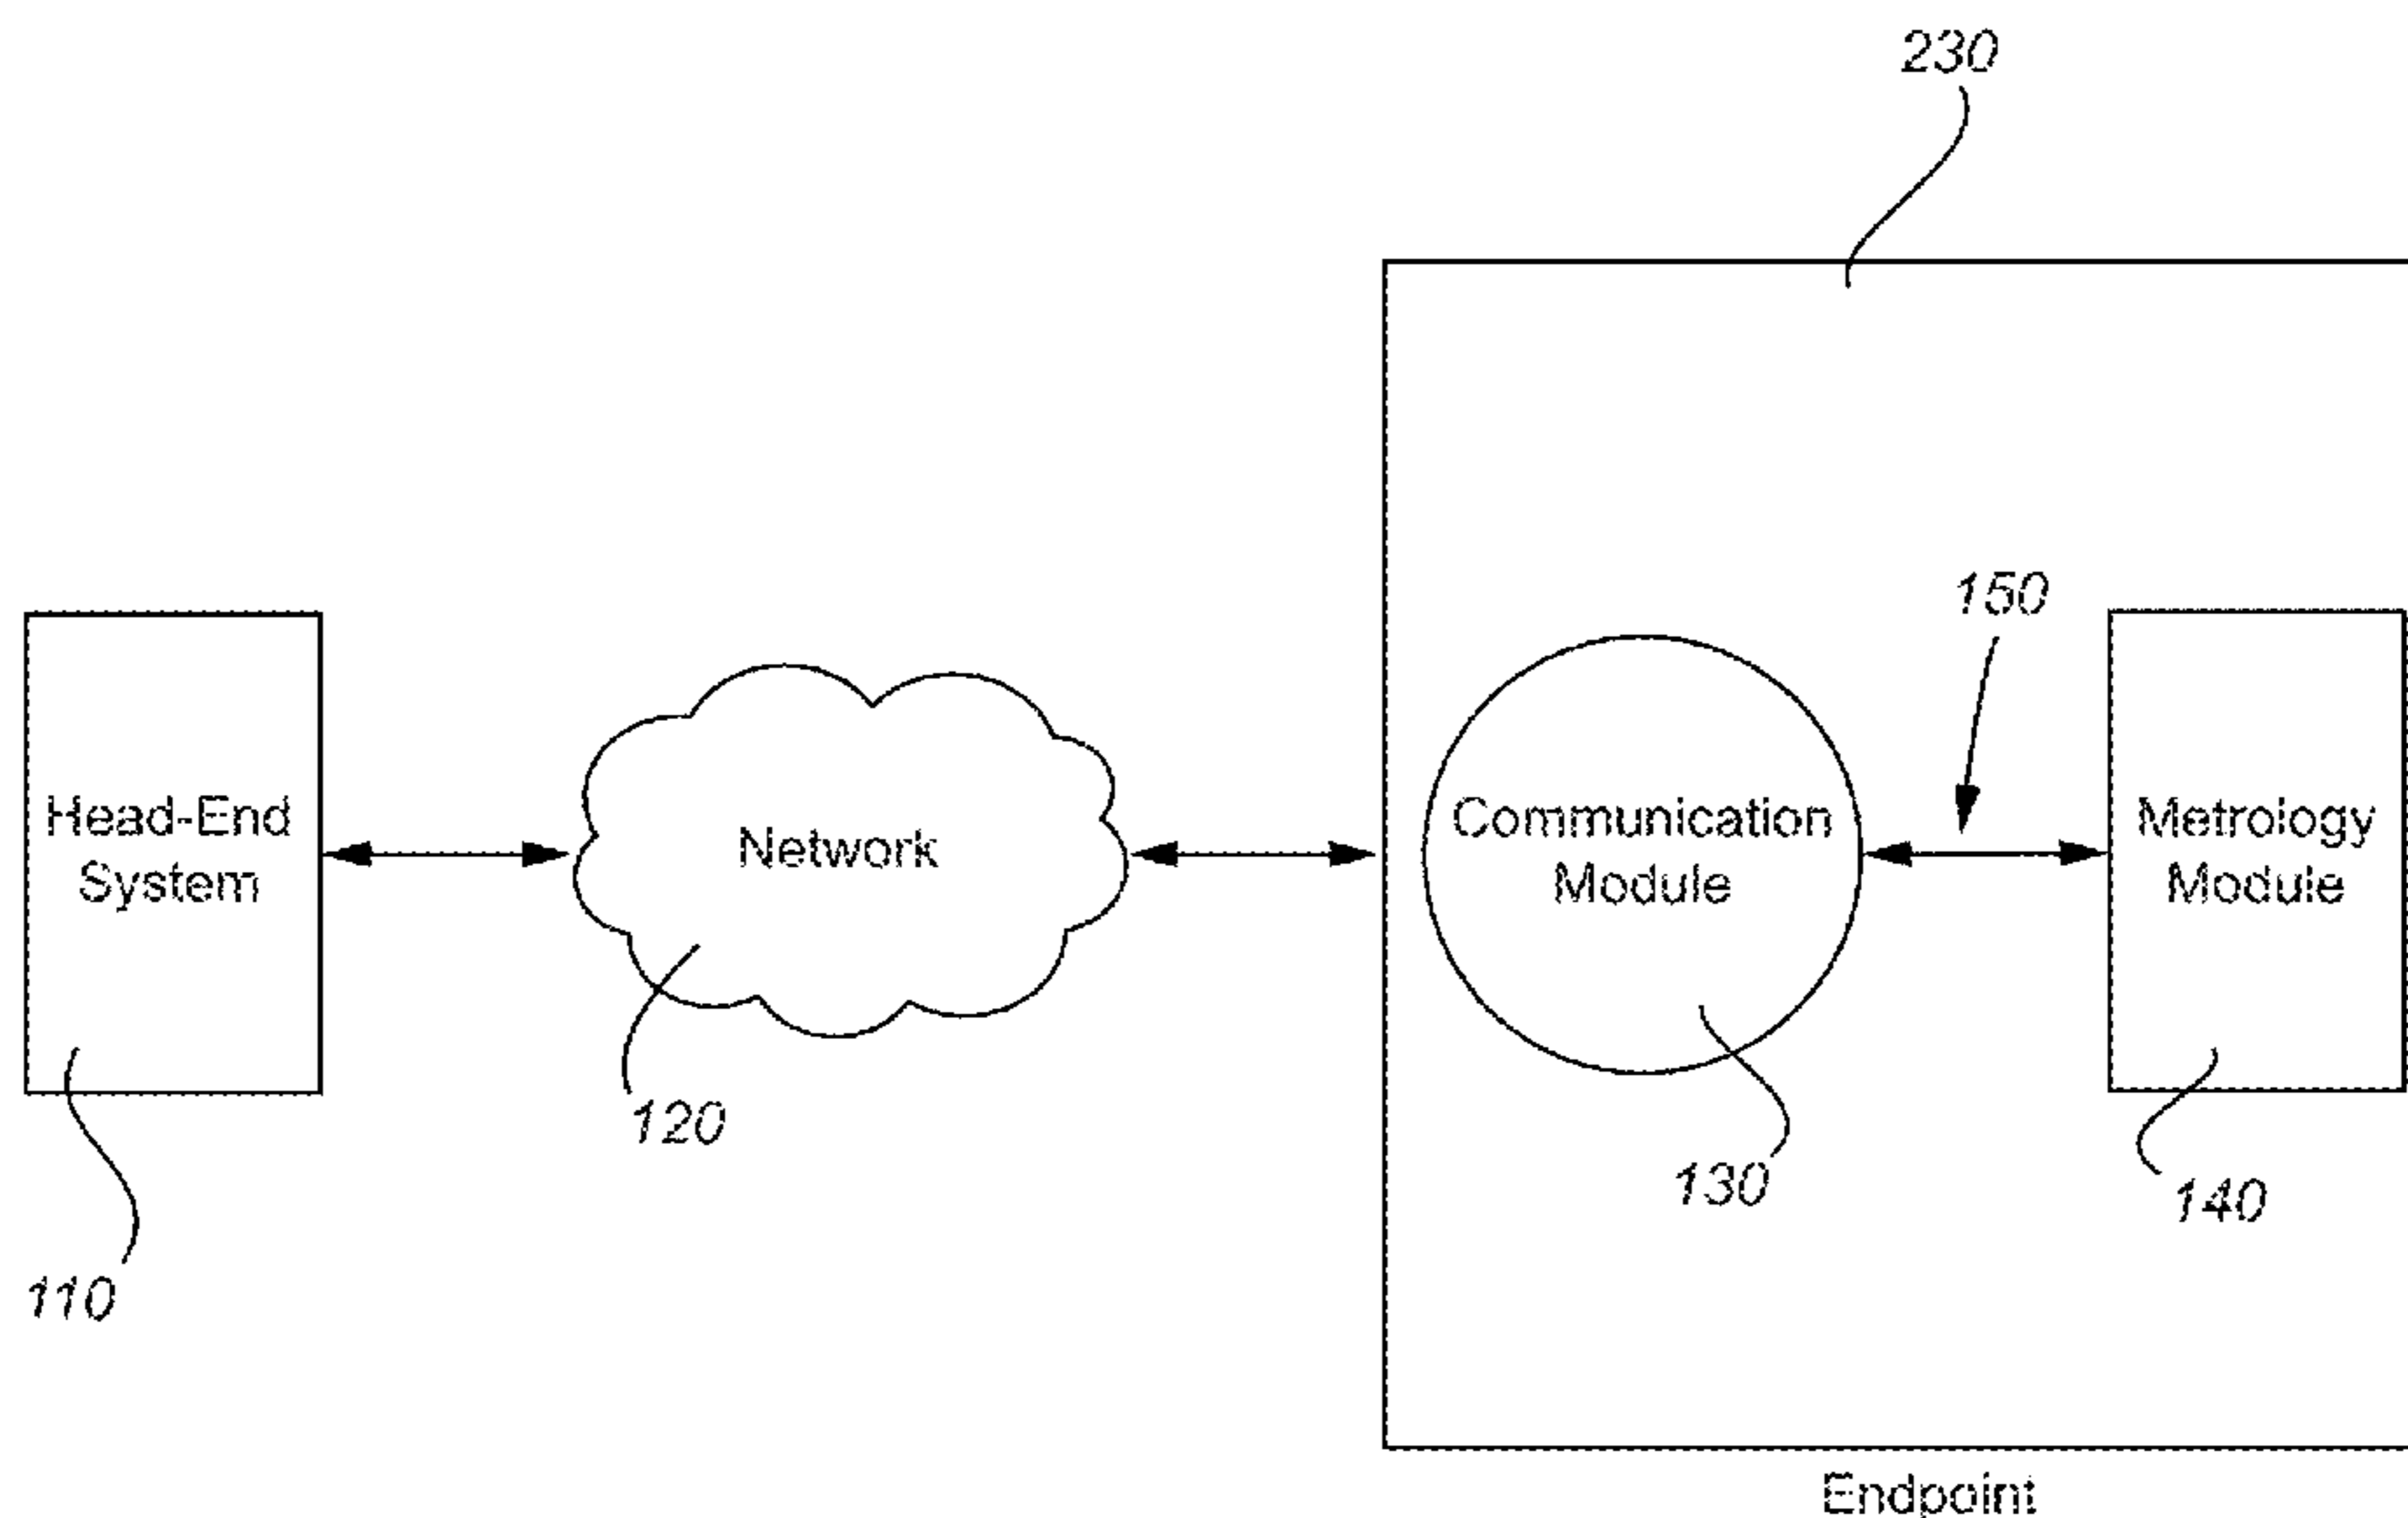 230
150
Head-End
System
Network
Communication
Module
Metrology
Module
120
130
140
110
Endpoint